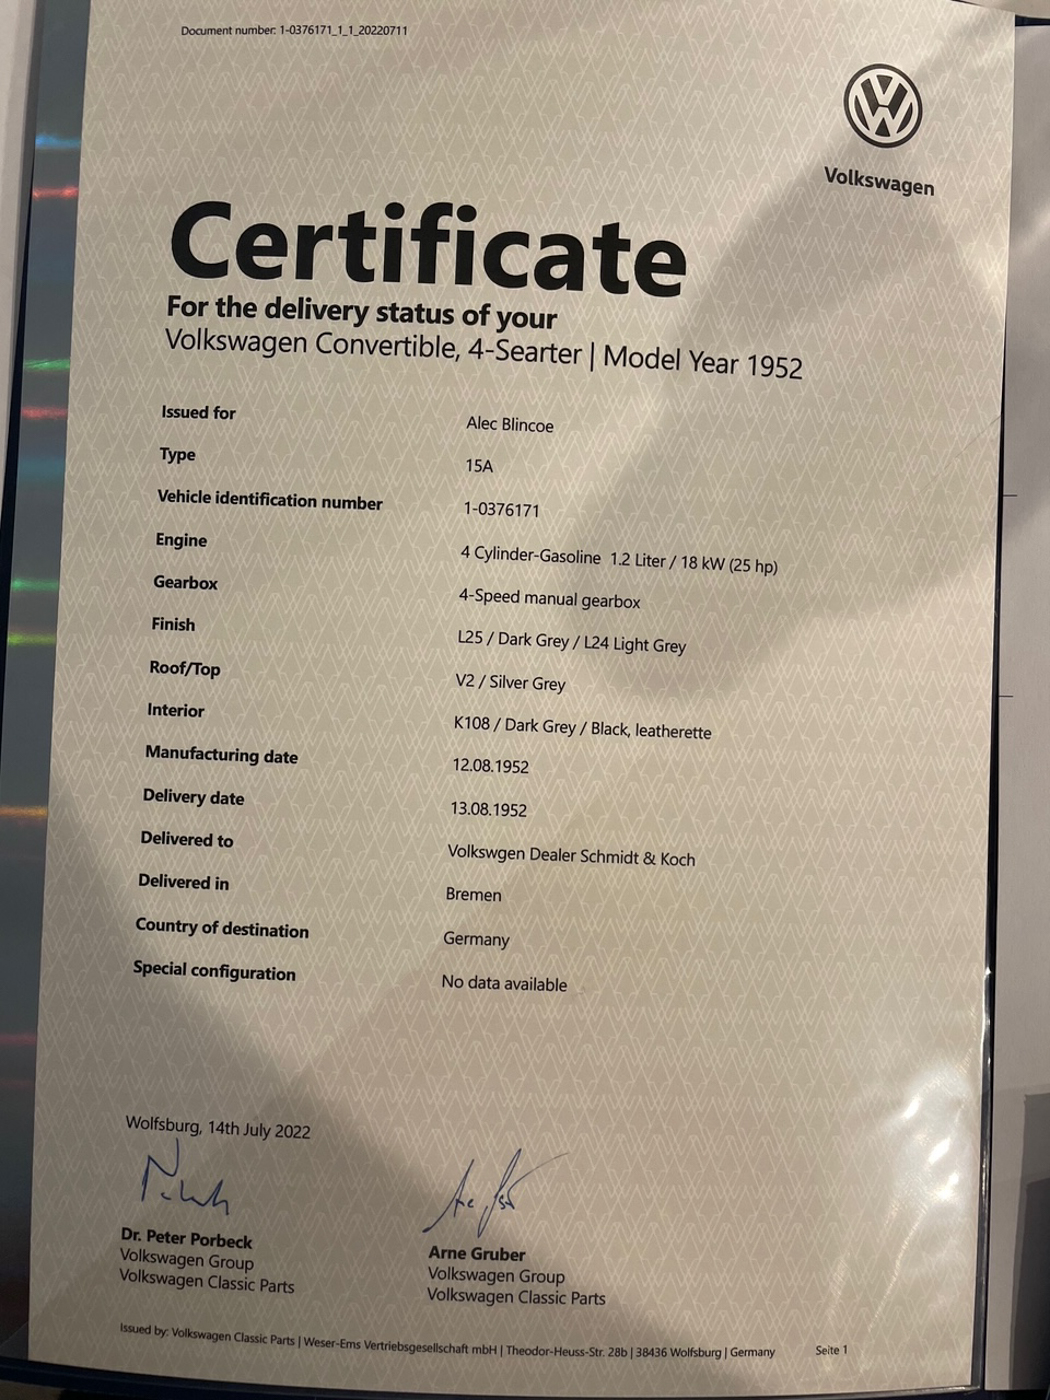 Document number: 1-0376171_1_1_20220711
Volkswagen
Certificate
For the delivery status of your
Volkswagen Convertible, 4-Searter | Model Year 1952
Issued for Alec Blincoe
Type 15A
Vehicle identification number 1-0376171
Engine 4 Cylinder-Gasoline 1.2 Liter / 18 kW (25 hp)
Gearbox 4-Speed manual gearbox
Finish L25 / Dark Grey / L24 Light Grey
Roof/Top V2 / Silver Grey
Interior K108 / Dark Grey / Black, leatherette
Manufacturing date 12.08.1952
Delivery date 13.08.1952
Delivered to Volkswgen Dealer Schmidt & Koch
Delivered in Bremen
Country of destination Germany
Special configuration No data available
Wolfsburg, 14th July 2022
Dr. Peter Porbeck
Volkswagen Group
Volkswagen Classic Parts
Arne Gruber
Volkswagen Group
Volkswagen Classic Parts
Issued by: Volkswagen Classic Parts | Weser-Ems Vertriebsgesellschaft mbH | Theodor-Heuss-Str. 28b | 38436 Wolfsburg | Germany Seite 1